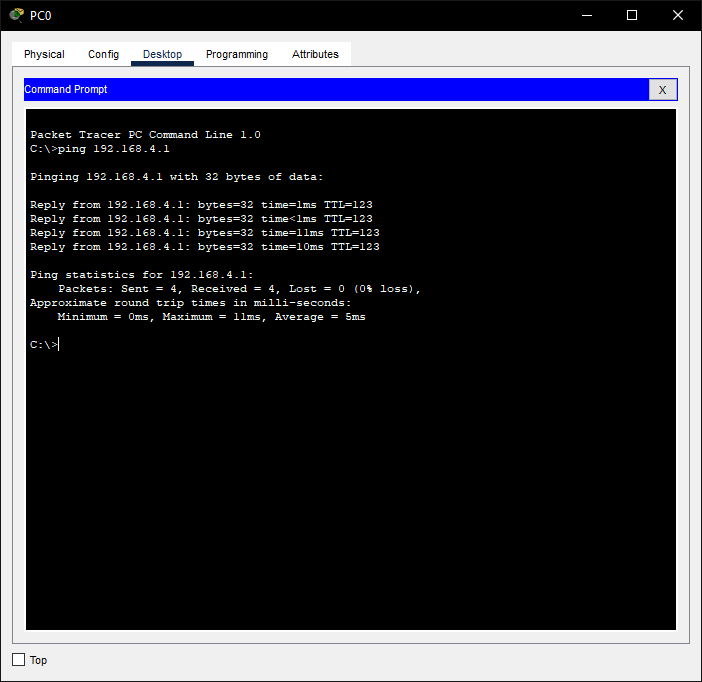 PC0
Physical Config Desktop Programming Attributes
Command Prompt X
Packet Tracer PC Command Line 1.0
C:\>ping 192.168.4.1
Pinging 192.168.4.1 with 32 bytes of data:
Reply from 192.168.4.1: bytes=32 time=1ms TTL=123
Reply from 192.168.4.1: bytes=32 time<1ms TTL=123
Reply from 192.168.4.1: bytes=32 time=11ms TTL=123
Reply from 192.168.4.1: bytes=32 time=10ms TTL=123
Ping statistics for 192.168.4.1:
Packets: Sent = 4, Received = 4, Lost = 0 (0% loss),
Approximate round trip times in milli-seconds:
Minimum = 0ms, Maximum = 11ms, Average = 5ms
C:\>
Top